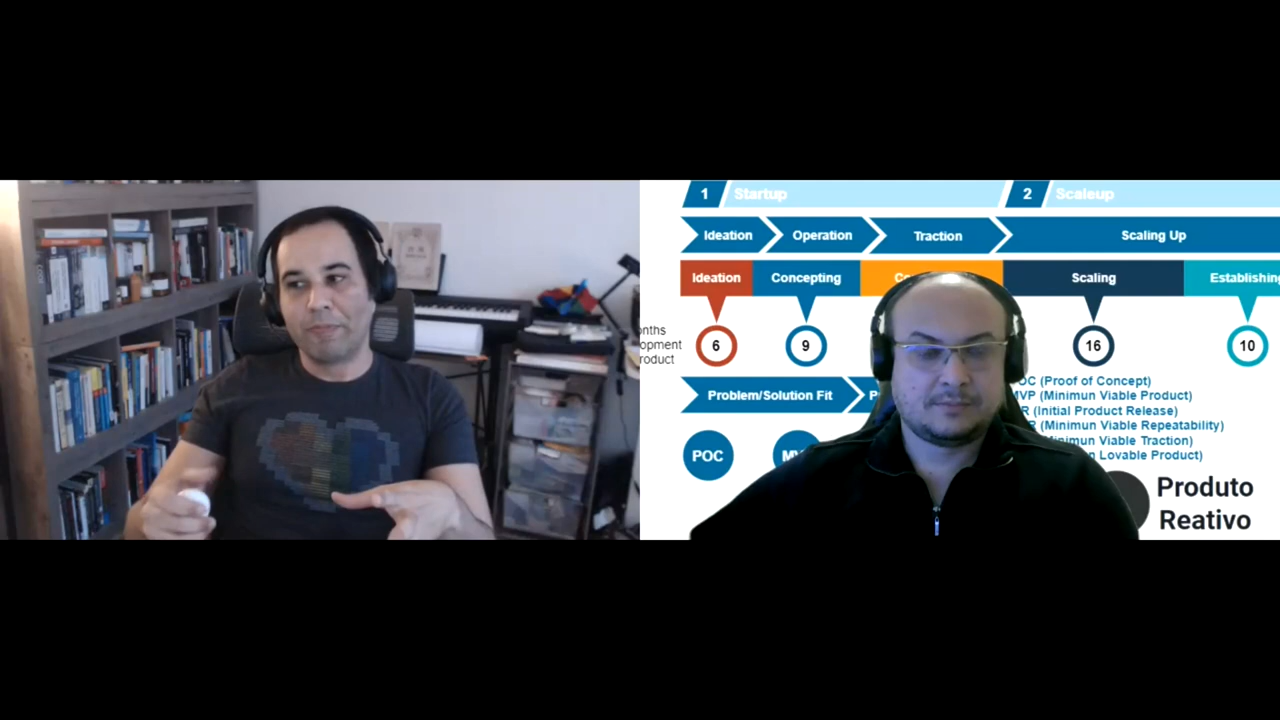 1 Startup
2 Scaleup
Ideation Operation Traction Scaling Up
Ideation Concepting Scaling Establishing
onths
opment
roduct
6 9 16 10
Problem/Solution Fit P
POC
OC (Proof of Concept)
MVP (Minimun Viable Product)
R (Initial Product Release)
R (Minimum Viable Repeatability)
Minimun Viable Traction)
n Lovable Product)
Produto
Reativo